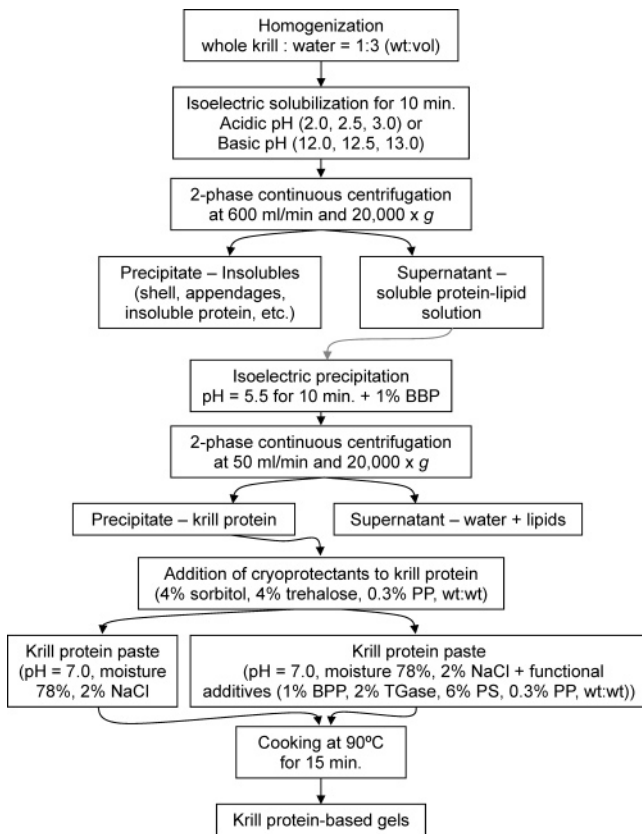 Homogenization
whole krill : water = 1:3 (wt:vol)
Isoelectric solubilization for 10 min.
Acidic pH (2.0, 2.5, 3.0) or
Basic pH (12.0, 12.5, 13.0)
2-phase continuous centrifugation
at 600 ml/min and 20,000 x g
Precipitate – Insolubles
(shell, appendages,
insoluble protein, etc.)
Supernatant –
soluble protein-lipid
solution
Isoelectric precipitation
pH = 5.5 for 10 min. + 1% BBP
2-phase continuous centrifugation
at 50 ml/min and 20,000 x g
Precipitate – krill protein
Supernatant – water + lipids
Addition of cryoprotectants to krill protein
(4% sorbitol, 4% trehalose, 0.3% PP, wt:wt)
Krill protein paste
(pH = 7.0, moisture
78%, 2% NaCl
Krill protein paste
(pH = 7.0, moisture 78%, 2% NaCl + functional
additives (1% BPP, 2% TGase, 6% PS, 0.3% PP, wt:wt))
Cooking at 90ºC
for 15 min.
Krill protein-based gels